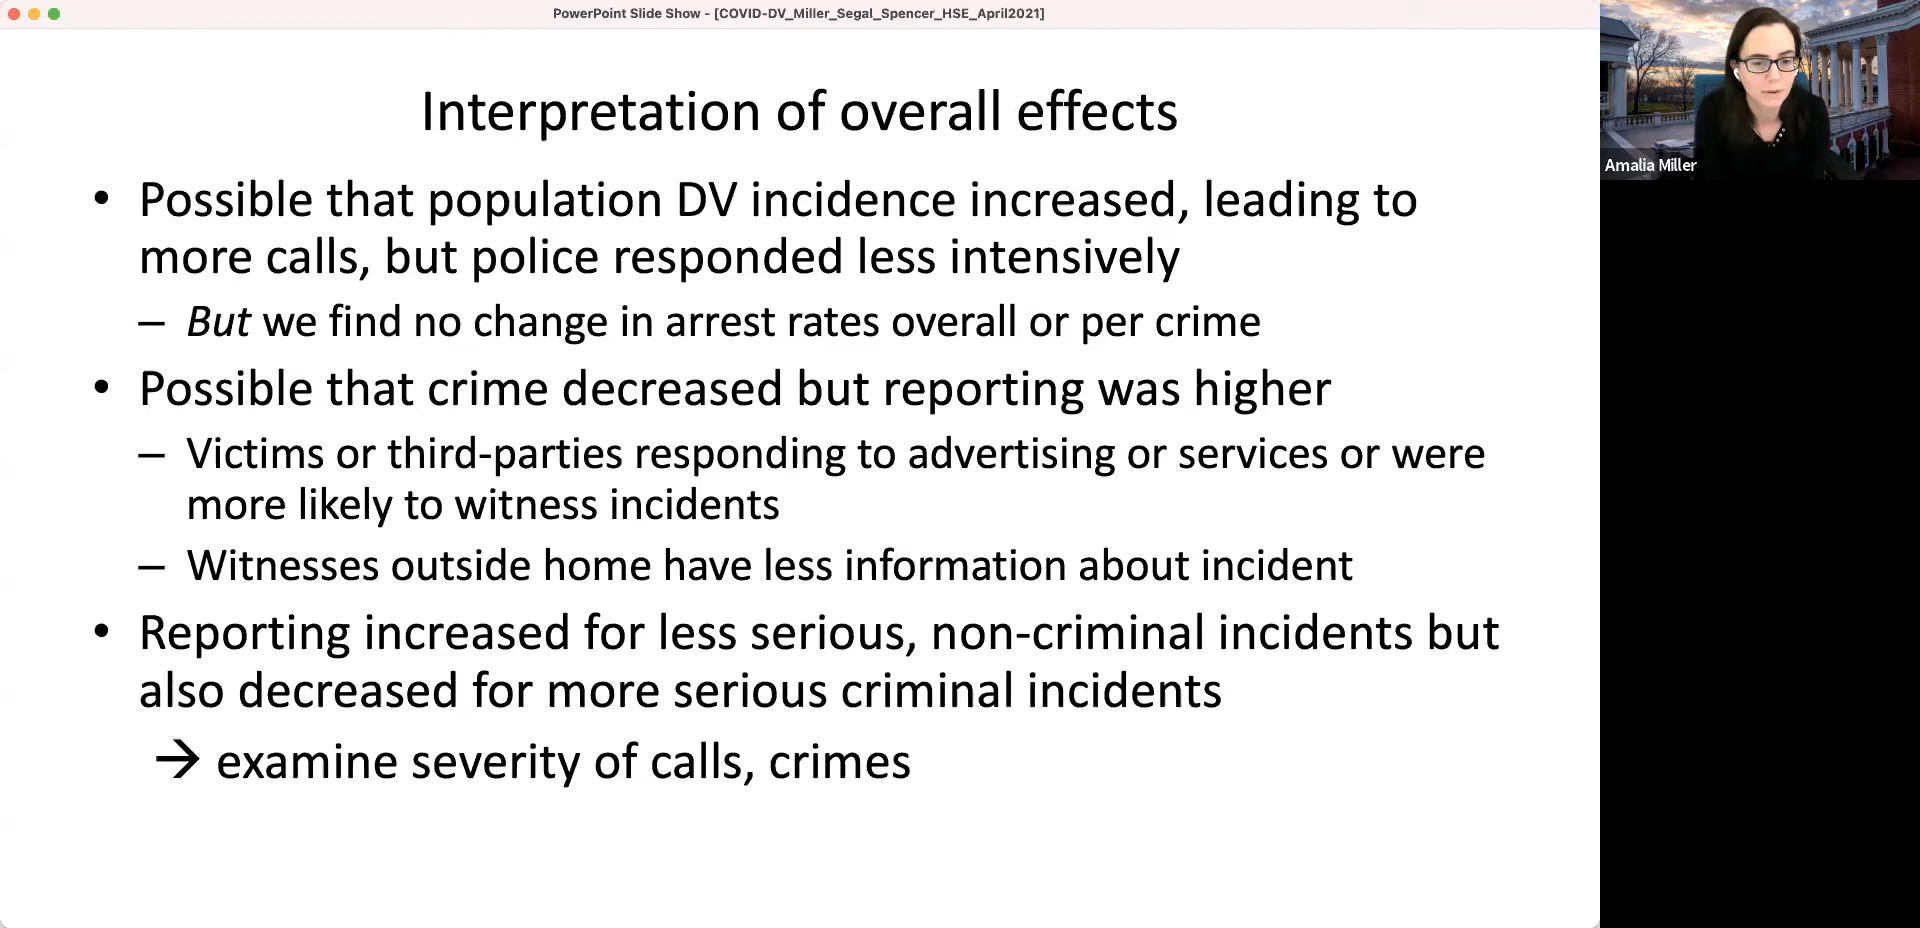 PowerPoint Slide Show - [COVID-DV_Miller_Segal_Spencer_HSE_April2021]
Interpretation of overall effects
• Possible that population DV incidence increased, leading to
more calls, but police responded less intensively
– But we find no change in arrest rates overall or per crime
• Possible that crime decreased but reporting was higher
– Victims or third-parties responding to advertising or services or were
more likely to witness incidents
– Witnesses outside home have less information about incident
• Reporting increased for less serious, non-criminal incidents but
also decreased for more serious criminal incidents
→ examine severity of calls, crimes
Amalia Miller